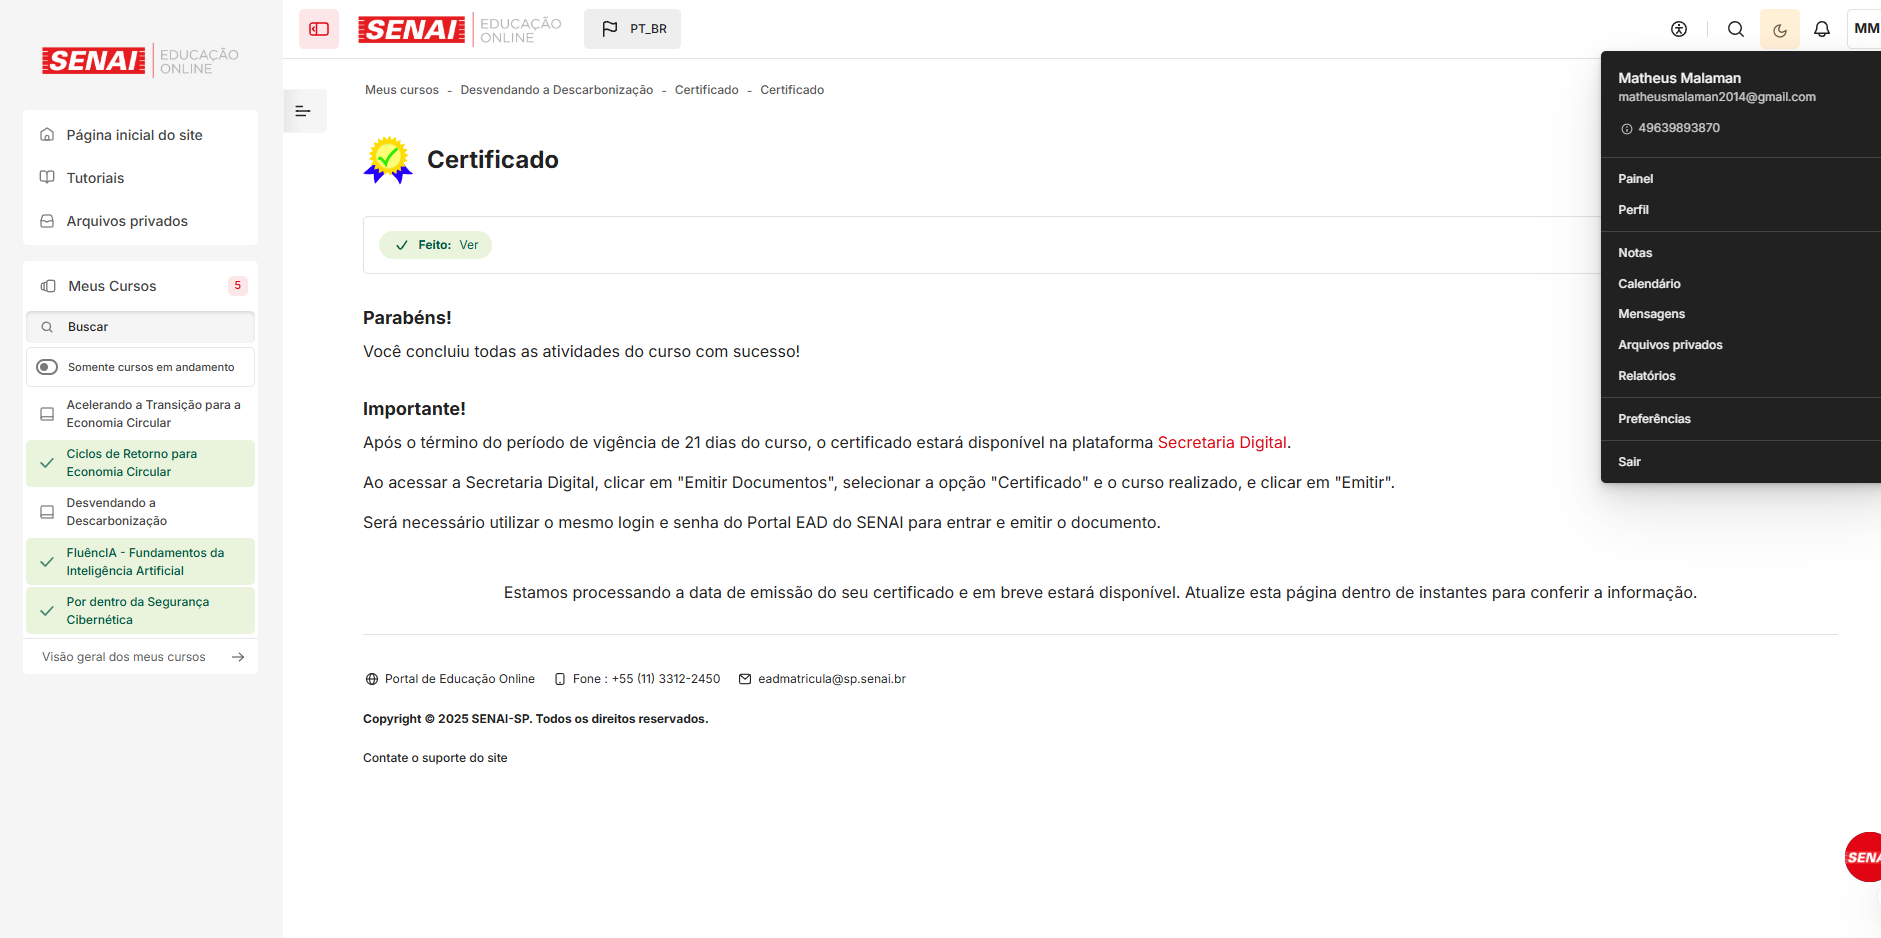 SENAI EDUCAÇÃO ONLINE
Página inicial do site
Tutoriais
Arquivos privados
Meus Cursos 5
Buscar
Somente cursos em andamento
Acelerando a Transição para a
Economia Circular
Ciclos de Retorno para
Economia Circular
Desvendando a
Descarbonização
FluêncIA - Fundamentos da
Inteligência Artificial
Por dentro da Segurança
Cibernética
Visão geral dos meus cursos
SENAI EDUCAÇÃO ONLINE PT_BR MM
Meus cursos - Desvendando a Descarbonização - Certificado - Certificado
Certificado
Feito: Ver
Parabéns!
Você concluiu todas as atividades do curso com sucesso!
Importante!
Após o término do período de vigência de 21 dias do curso, o certificado estará disponível na plataforma Secretaria Digital.
Ao acessar a Secretaria Digital, clicar em "Emitir Documentos", selecionar a opção "Certificado" e o curso realizado, e clicar em "Emitir".
Será necessário utilizar o mesmo login e senha do Portal EAD do SENAI para entrar e emitir o documento.
Estamos processando a data de emissão do seu certificado e em breve estará disponível. Atualize esta página dentro de instantes para conferir a informação.
Portal de Educação Online Fone : +55 (11) 3312-2450 eadmatricula@sp.senai.br
Copyright © 2025 SENAI-SP. Todos os direitos reservados.
Contate o suporte do site
Matheus Malaman
matheusmalaman2014@gmail.com
49639893870
Painel
Perfil
Notas
Calendário
Mensagens
Arquivos privados
Relatórios
Preferências
Sair
SENA